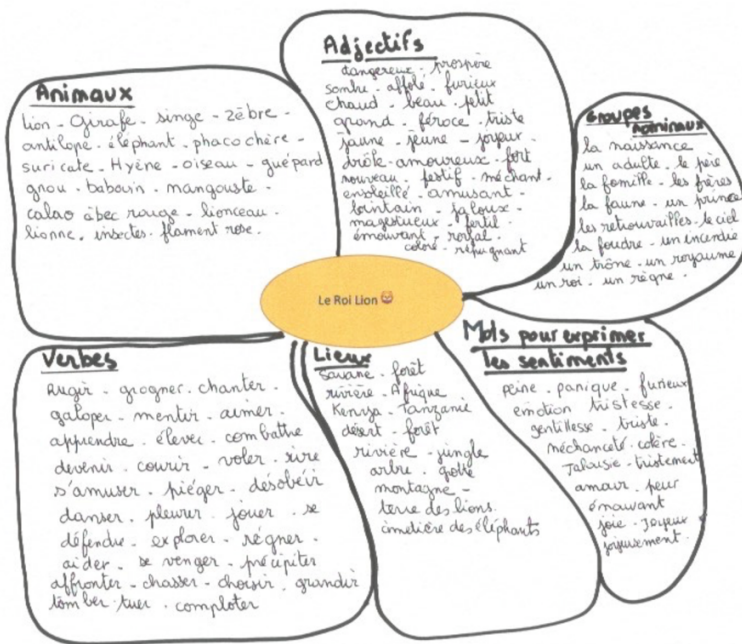 Animaux
lion - Girafe - singe - zèbre -
antilope - éléphant - phacochère -
suricate - Hyène - oiseau - guépard
gnou - babouin - mangouste -
calao à bec rouge - lionceau -
lionne - insectes - flament rose -
Adjectifs
dangereux - prospère
sombre - affolé - furieux
chaud - beau - petit
grand - féroce - triste
jaune - jeune - joyeux -
drôle - amoureux - fort
nouveau - festif - méchant -
ensoleillé - amusant -
lointain - jaloux -
magestueux - fertil -
émouvant - royal -
coloré - répugnant
Groupes
nominaux
la naissance
un adulte - le père
la famille - les frères
la faune - un prince
les retrouvailles - le ciel
la foudre - un incendie
un trône - un royaume
un roi - un règne -
Le Roi Lion
Verbes
Rugir - grogner - chanter -
galoper - mentir - aimer -
apprendre - élever - combattre
devenir - courir - voler - vivre
s'amuser - piéger - désobéir
danser - pleurer - jouer - se
défendre - explorer - régner -
aider - se venger - précipiter
affronter - chasser - choisir - grandir
tomber - tuer - comploter
Lieux
savane - forêt
rivière - Afrique
Kenya - Tanzanie
désert - forêt
rivière - jungle
arbre - grotte
montagne -
terre des lions
cimetière des éléphants
Mots pour exprimer
les sentiments
peine - panique - furieux
émotion tristesse -
gentillesse - triste -
méchanceté - colère -
Jalousie - tristement
amour - peur
émouvant
joie - Joyeux
joyeusement -